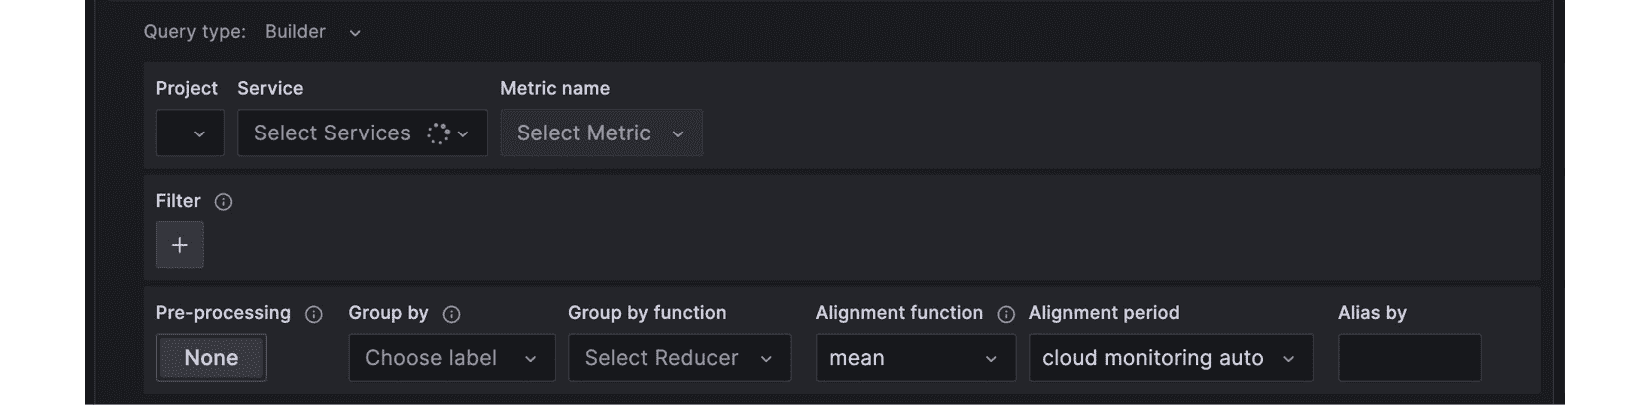 Query type: Builder
Project Service Metric name
Select Services Select Metric
Filter
+
Pre-processing Group by Group by function Alignment function Alignment period Alias by
None Choose label Select Reducer mean cloud monitoring auto